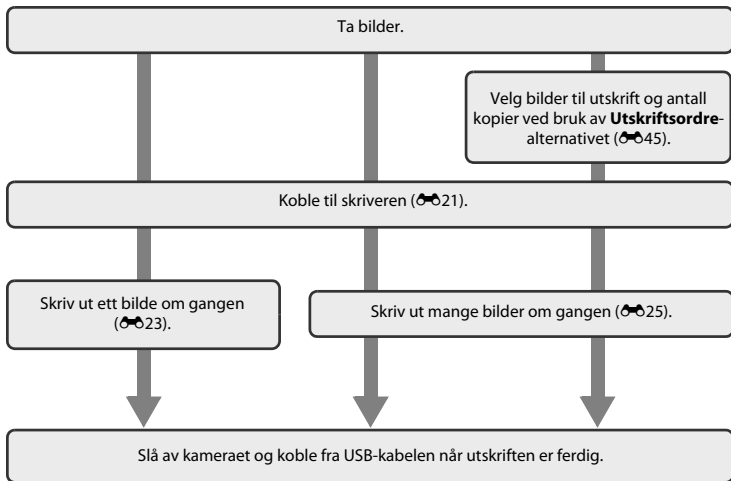 Ta bilder.
Velg bilder til utskrift og antall
kopier ved bruk av Utskriftsordre-
alternativet (45).
Koble til skriveren (21).
Skriv ut ett bilde om gangen
(23).
Skriv ut mange bilder om gangen (25).
Slå av kameraet og koble fra USB-kabelen når utskriften er ferdig.